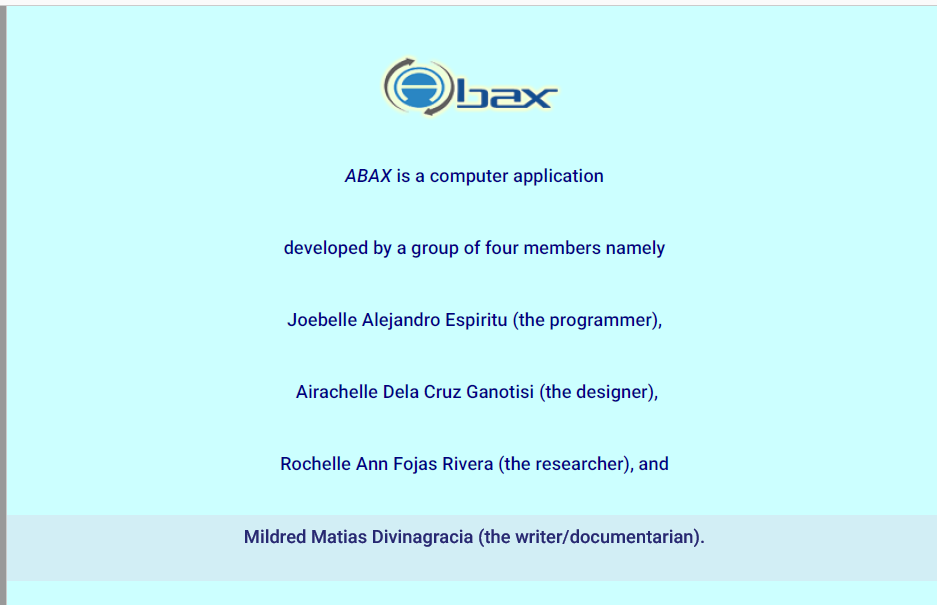 Abax
ABAX is a computer application
developed by a group of four members namely
Joebelle Alejandro Espiritu (the programmer),
Airachelle Dela Cruz Ganotisi (the designer),
Rochelle Ann Fojas Rivera (the researcher), and
Mildred Matias Divinagracia (the writer/documentarian).